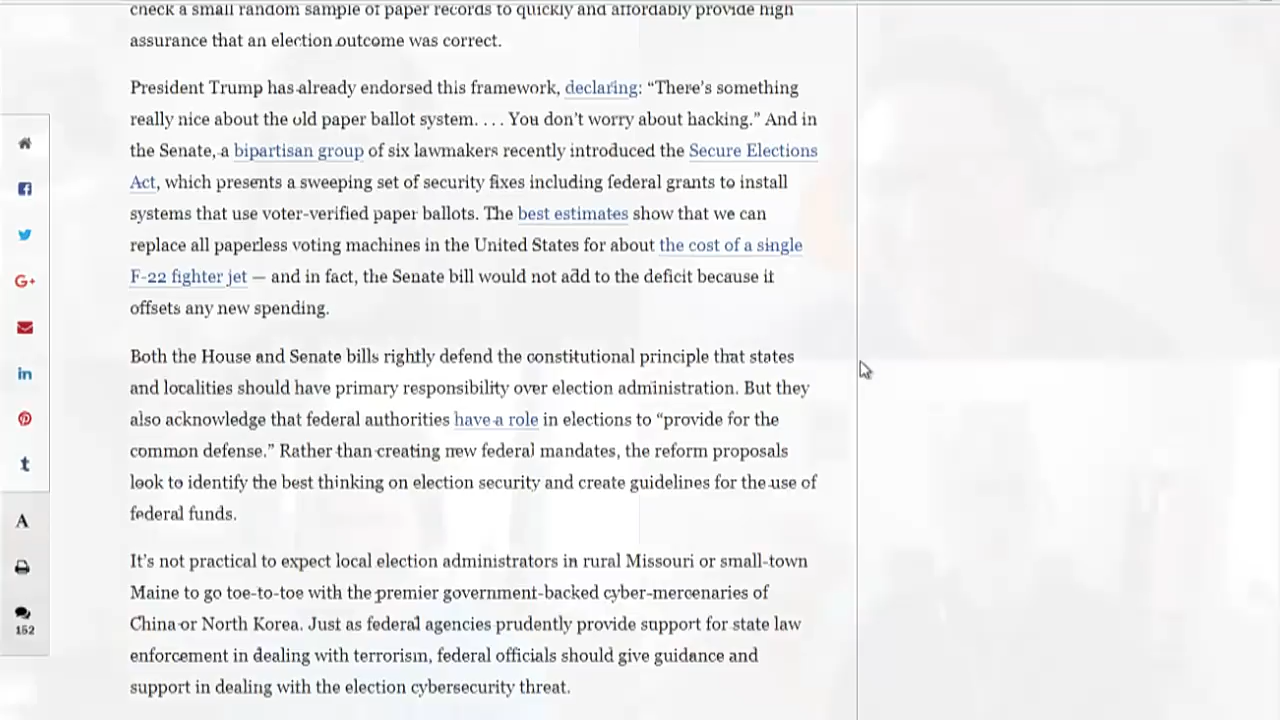 check a small random sample of paper records to quickly and affordably provide high
assurance that an election outcome was correct.
President Trump has already endorsed this framework, declaring: “There’s something
really nice about the old paper ballot system. . . . You don’t worry about hacking.” And in
the Senate, a bipartisan group of six lawmakers recently introduced the Secure Elections
Act, which presents a sweeping set of security fixes including federal grants to install
systems that use voter-verified paper ballots. The best estimates show that we can
replace all paperless voting machines in the United States for about the cost of a single
F-22 fighter jet — and in fact, the Senate bill would not add to the deficit because it
offsets any new spending.
Both the House and Senate bills rightly defend the constitutional principle that states
and localities should have primary responsibility over election administration. But they
also acknowledge that federal authorities have a role in elections to “provide for the
common defense.” Rather than creating new federal mandates, the reform proposals
look to identify the best thinking on election security and create guidelines for the use of
federal funds.
It’s not practical to expect local election administrators in rural Missouri or small-town
Maine to go toe-to-toe with the premier government-backed cyber-mercenaries of
China or North Korea. Just as federal agencies prudently provide support for state law
enforcement in dealing with terrorism, federal officials should give guidance and
support in dealing with the election cybersecurity threat.
G+
in
t
A
152